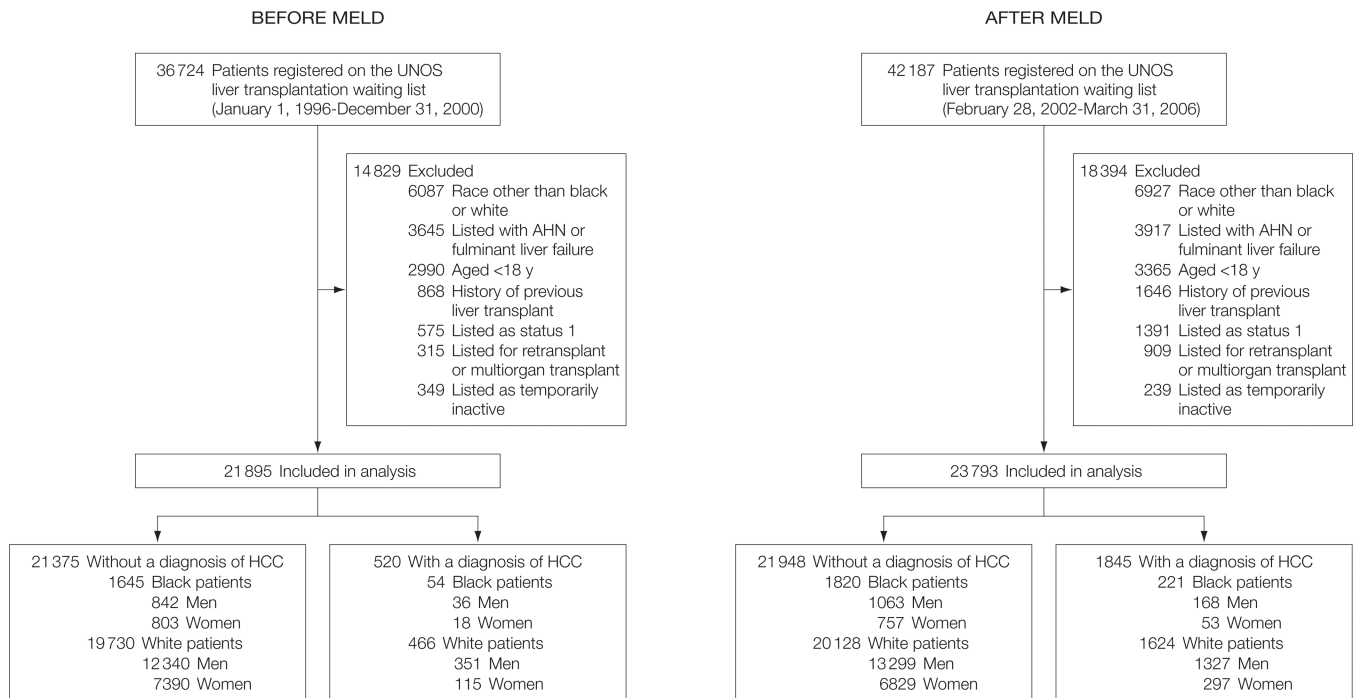 BEFORE MELD
36 724 Patients registered on the UNOS
liver transplantation waiting list
(January 1, 1996-December 31, 2000)
14 829 Excluded
6087 Race other than black
or white
3645 Listed with AHN or
fulminant liver failure
2990 Aged <18 y
868 History of previous
liver transplant
575 Listed as status 1
315 Listed for retransplant
or multiorgan transplant
349 Listed as temporarily
inactive
21 895 Included in analysis
21 375 Without a diagnosis of HCC
1645 Black patients
842 Men
803 Women
19 730 White patients
12 340 Men
7390 Women
520 With a diagnosis of HCC
54 Black patients
36 Men
18 Women
466 White patients
351 Men
115 Women
AFTER MELD
42 187 Patients registered on the UNOS
liver transplantation waiting list
(February 28, 2002-March 31, 2006)
18 394 Excluded
6927 Race other than black
or white
3917 Listed with AHN or
fulminant liver failure
3365 Aged <18 y
1646 History of previous
liver transplant
1391 Listed as status 1
909 Listed for retransplant
or multiorgan transplant
239 Listed as temporarily
inactive
23 793 Included in analysis
21 948 Without a diagnosis of HCC
1820 Black patients
1063 Men
757 Women
20 128 White patients
13 299 Men
6829 Women
1845 With a diagnosis of HCC
221 Black patients
168 Men
53 Women
1624 White patients
1327 Men
297 Women